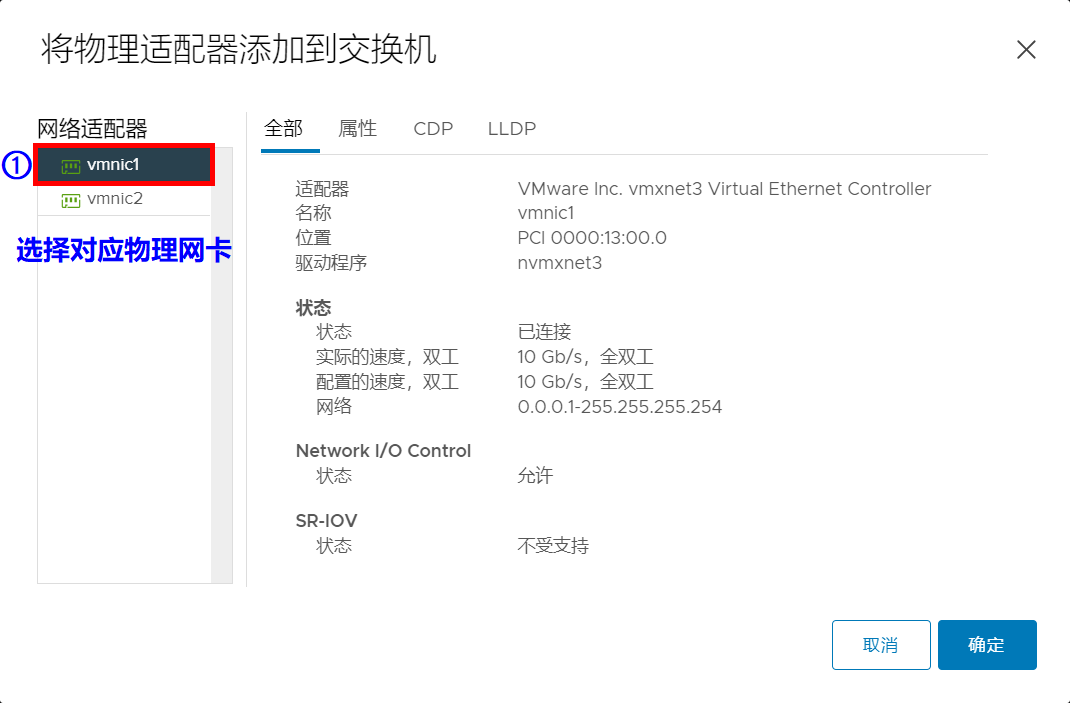 将物理适配器添加到交换机
网络适配器
① vmnic1
vmnic2
选择对应物理网卡
全部 属性 CDP LLDP
适配器 VMware Inc. vmxnet3 Virtual Ethernet Controller
名称 vmnic1
位置 PCI 0000:13:00.0
驱动程序 nvmxnet3
状态
状态 已连接
实际的速度，双工 10 Gb/s，全双工
配置的速度，双工 10 Gb/s，全双工
网络 0.0.0.1-255.255.255.254
Network I/O Control
状态 允许
SR-IOV
状态 不受支持
取消 确定